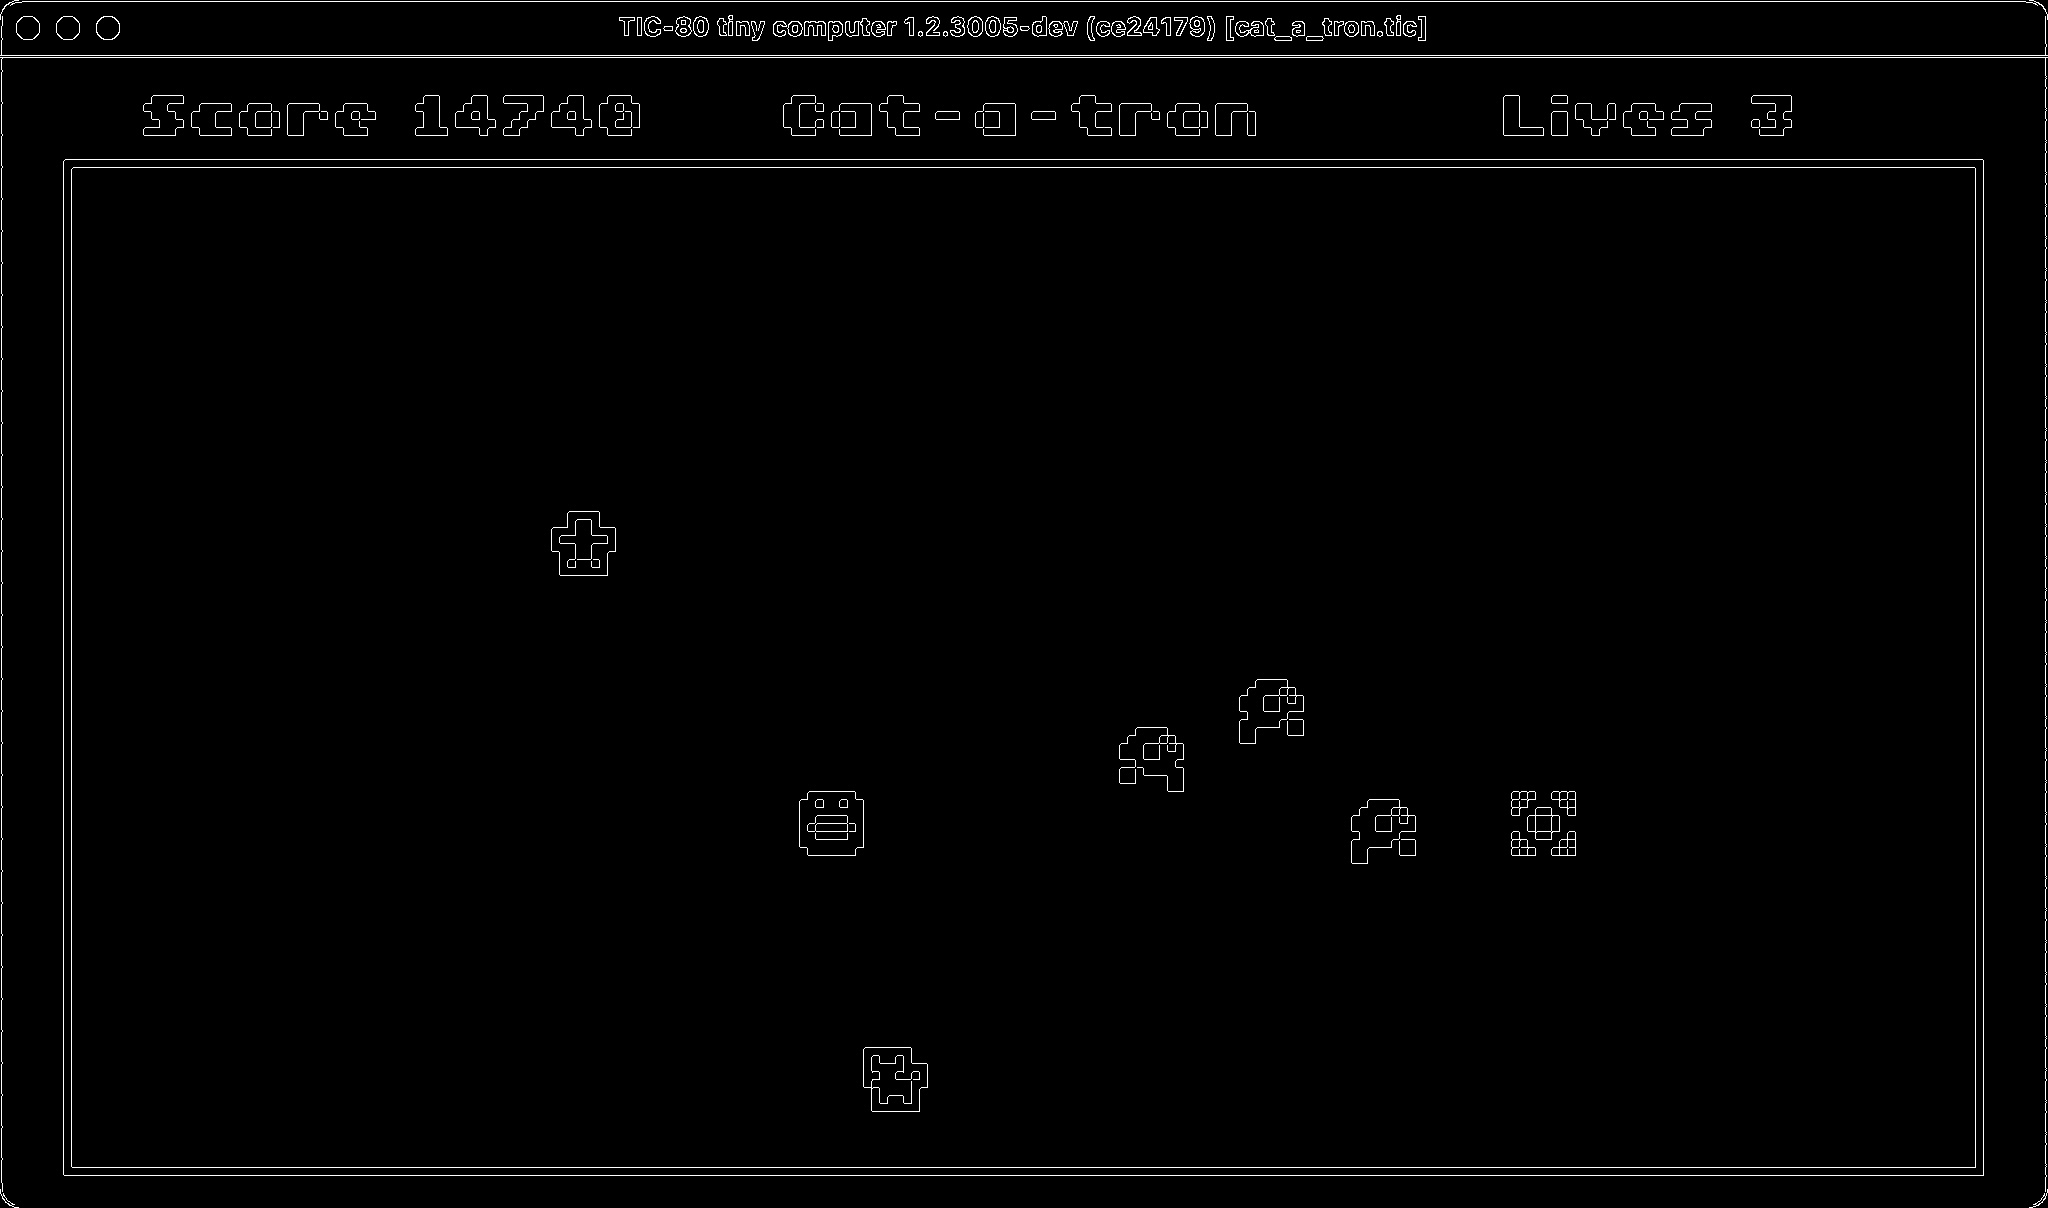 TIC-80 tiny computer 1.2.3005-dev (ce24179) [cat_a_tron.tic]
Score 14740 Cat-a-tron Lives 3